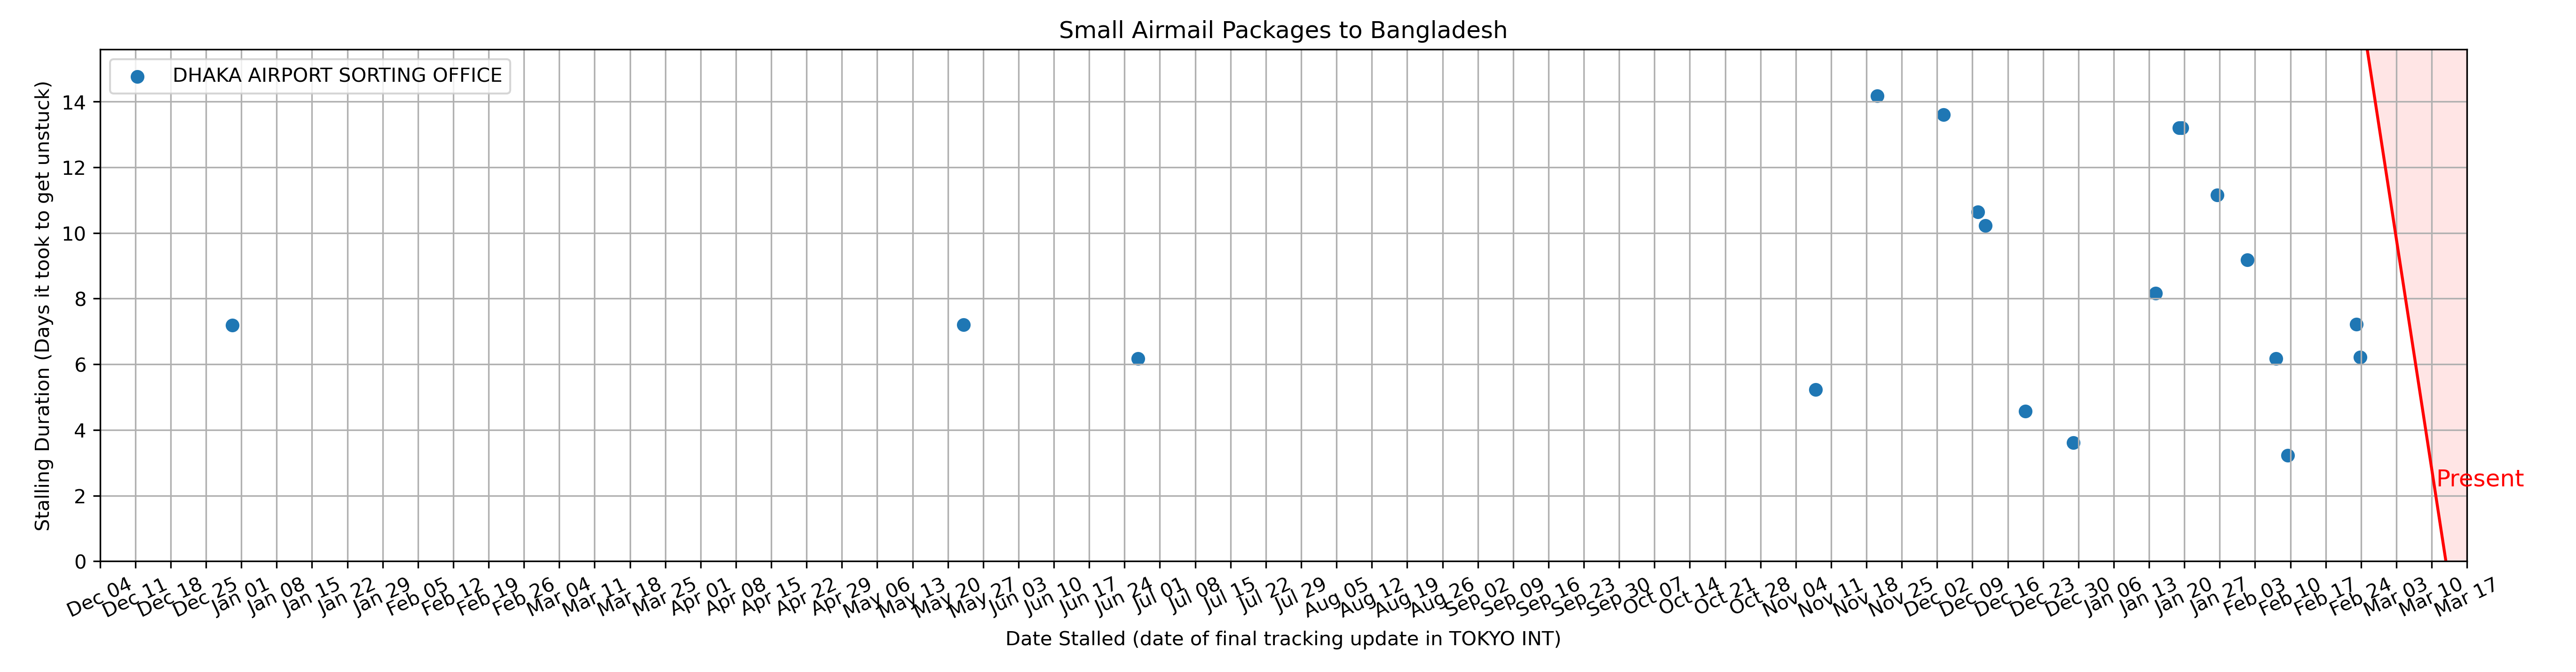 Small Airmail Packages to Bangladesh
DHAKA AIRPORT SORTING OFFICE
Stalling Duration (Days it took to get unstuck)
14
12
10
8
6
4
2
0
Present
Dec 04 Dec 11 Dec 18 Dec 25 Jan 01 Jan 08 Jan 15 Jan 22 Jan 29 Feb 05 Feb 12 Feb 19 Feb 26 Mar 04 Mar 11 Mar 18 Mar 25 Apr 01 Apr 08 Apr 15 Apr 22 Apr 29 May 06 May 13 May 20 May 27 Jun 03 Jun 10 Jun 17 Jun 24 Jul 01 Jul 08 Jul 15 Jul 22 Jul 29 Aug 05 Aug 12 Aug 19 Aug 26 Sep 02 Sep 09 Sep 16 Sep 23 Sep 30 Oct 07 Oct 14 Oct 21 Oct 28 Nov 04 Nov 11 Nov 18 Nov 25 Dec 02 Dec 09 Dec 16 Dec 23 Dec 30 Jan 06 Jan 13 Jan 20 Jan 27 Feb 03 Feb 10 Feb 17 Feb 24 Mar 03 Mar 10 Mar 17
Date Stalled (date of final tracking update in TOKYO INT)